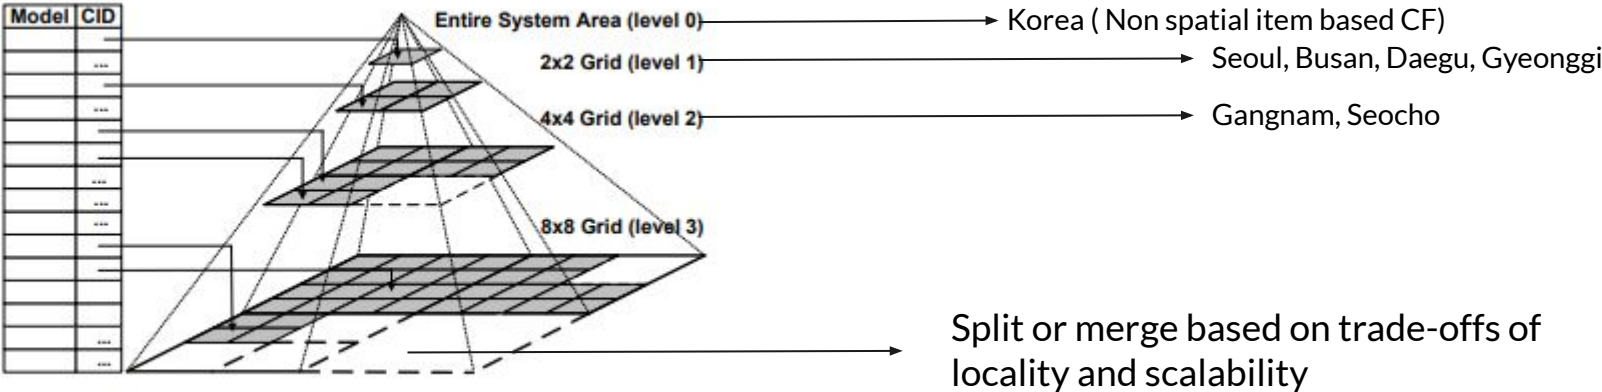 Model CID
Entire System Area (level 0)
Korea ( Non spatial item based CF)
2x2 Grid (level 1)
Seoul, Busan, Daegu, Gyeonggi
4x4 Grid (level 2)
Gangnam, Seocho
8x8 Grid (level 3)
...
...
...
...
...
...
...
Split or merge based on trade-offs of
locality and scalability